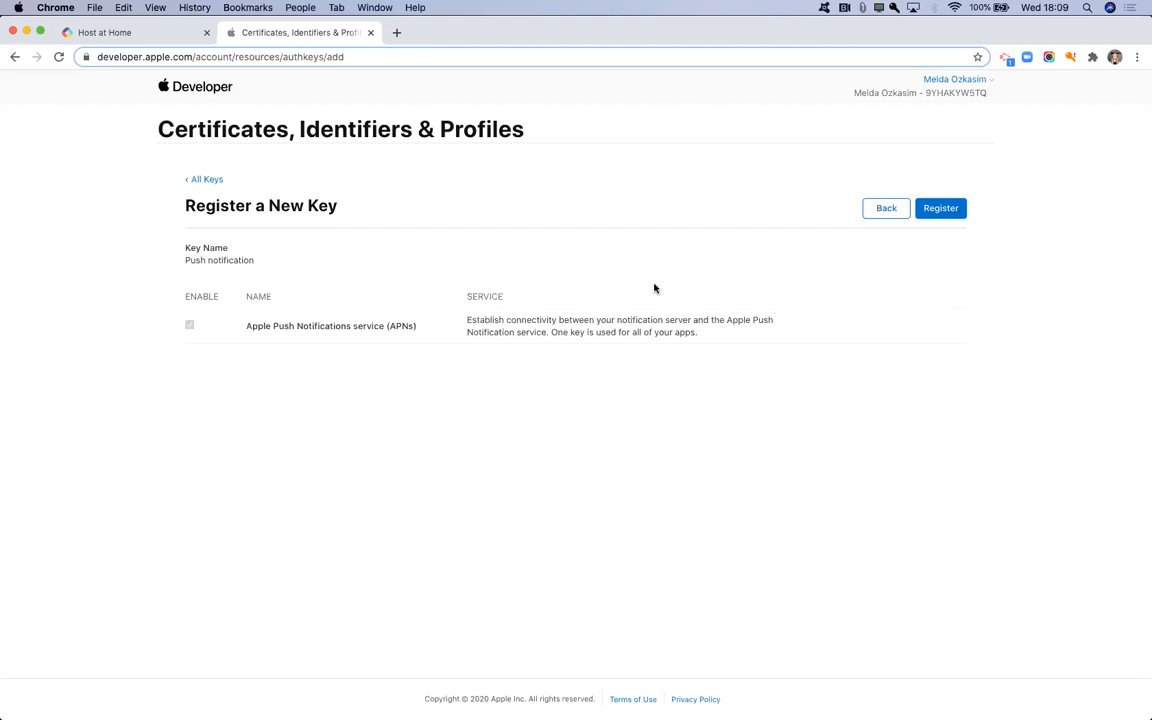 Chrome File Edit View History Bookmarks People Tab Window Help 100% Wed 18:09
Host at Home Certificates, Identifiers & Profi
developer.apple.com/account/resources/authkeys/add 1
Developer Melda Ozkasim
Melda Ozkasim - 9YHAKYW5TQ
Certificates, Identifiers & Profiles
‹ All Keys
Register a New Key Back Register
Key Name
Push notification
ENABLE NAME SERVICE
Apple Push Notifications service (APNs) Establish connectivity between your notification server and the Apple Push
Notification service. One key is used for all of your apps.
Copyright © 2020 Apple Inc. All rights reserved. Terms of Use Privacy Policy